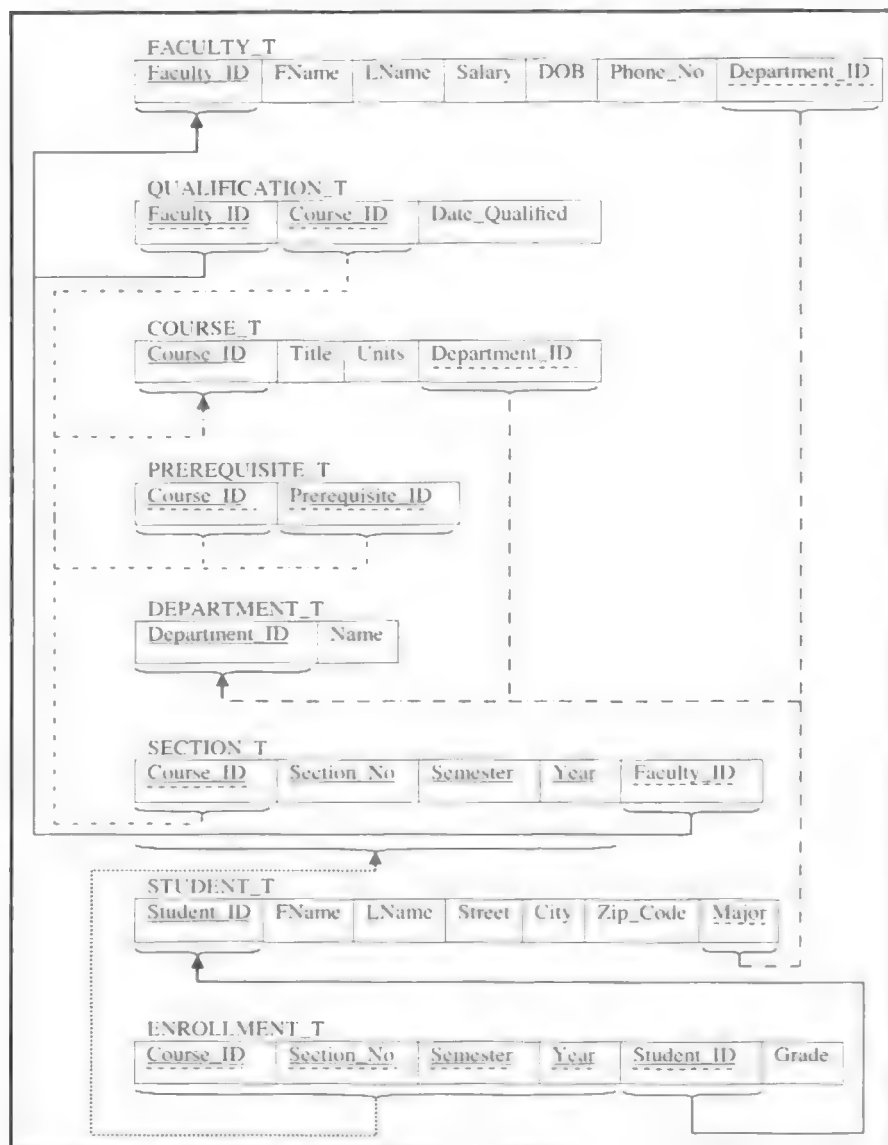 FACULTY_T
Faculty_ID FName LName Salary DOB Phone_No Department_ID
QUALIFICATION_T
Faculty_ID Course_ID Date_Qualified
COURSE_T
Course_ID Title Units Department_ID
PREREQUISITE_T
Course_ID Prerequisite_ID
DEPARTMENT_T
Department_ID Name
SECTION_T
Course_ID Section_No Semester Year Faculty_ID
STUDENT_T
Student_ID FName LName Street City Zip_Code Major
ENROLLMENT_T
Course_ID Section_No Semester Year Student_ID Grade